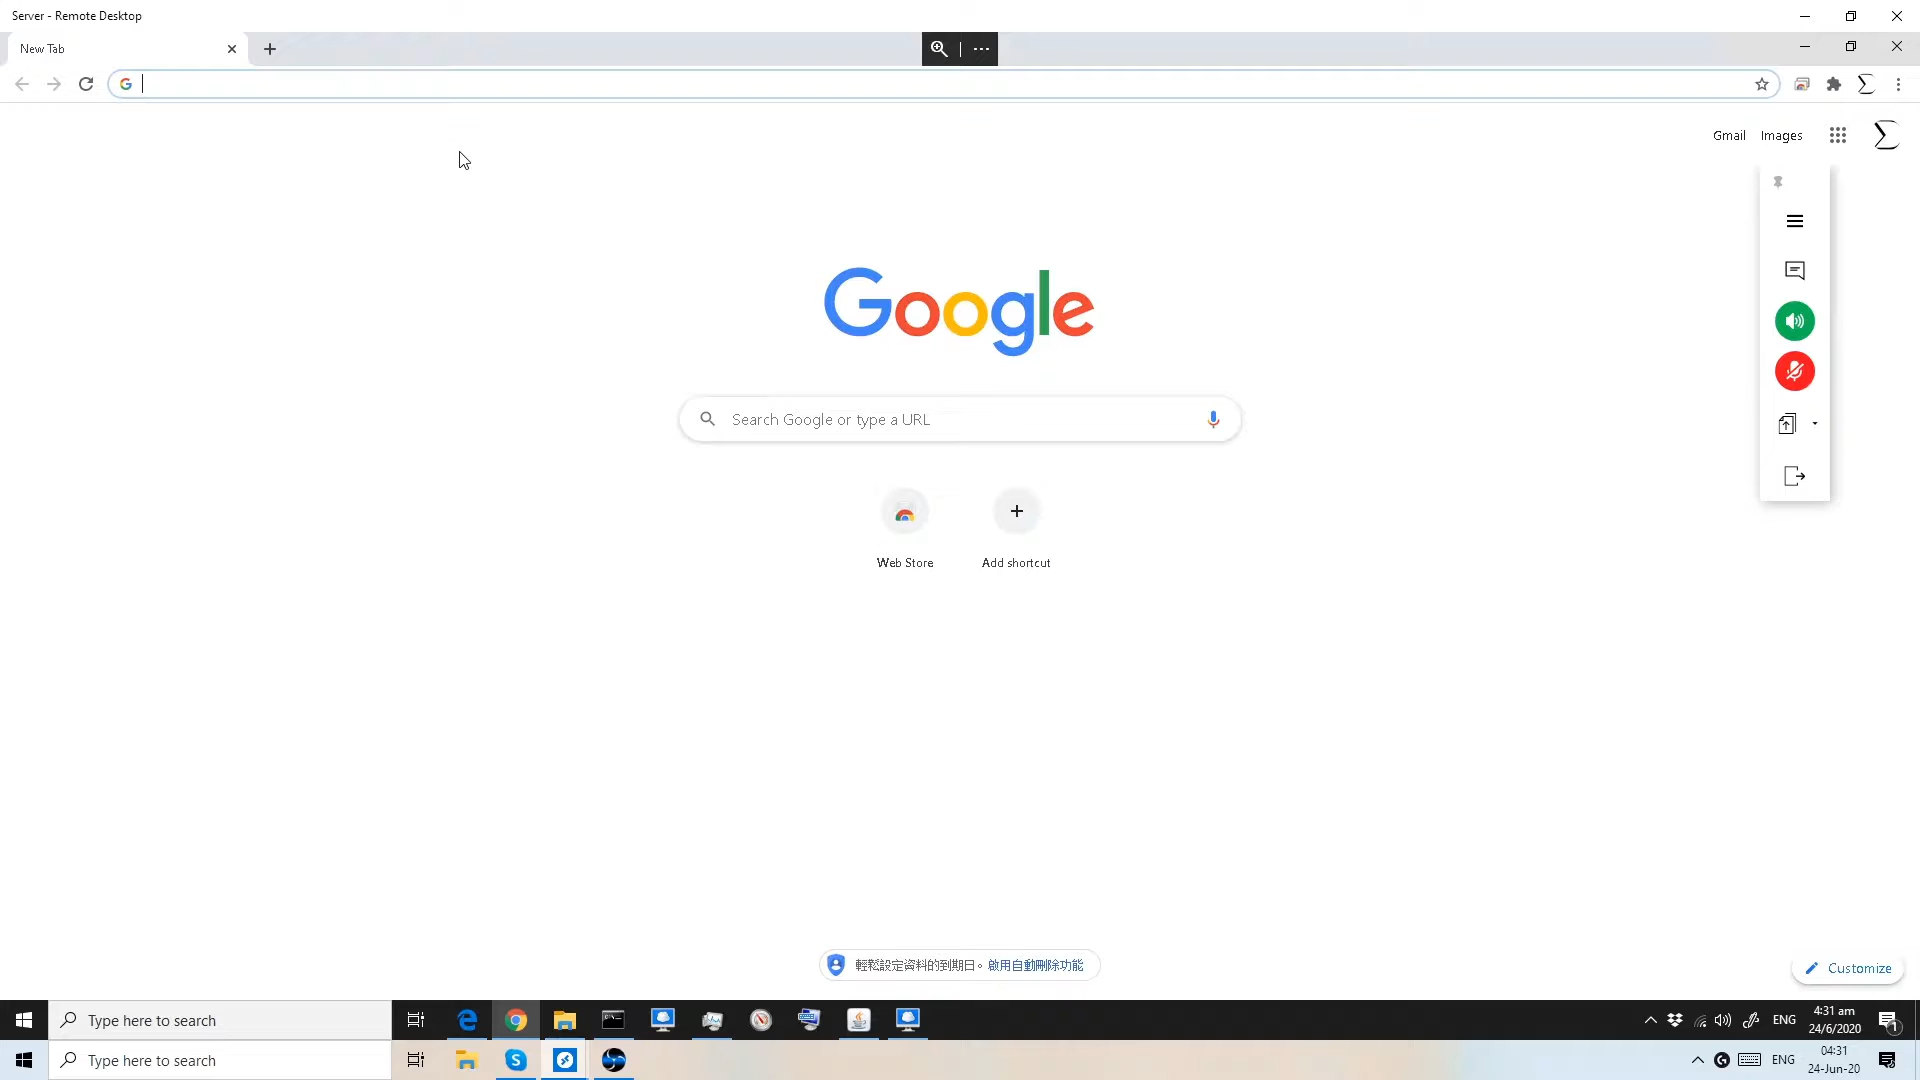 Server - Remote Desktop
New Tab
Gmail Images
Google
Search Google or type a URL
Web Store Add shortcut
輕鬆設定資料的到期日。啟用自動刪除功能
Customize
Type here to search
ENG
4:31 am
24/6/2020
1
Type here to search
ENG
04:31
24-Jun-20